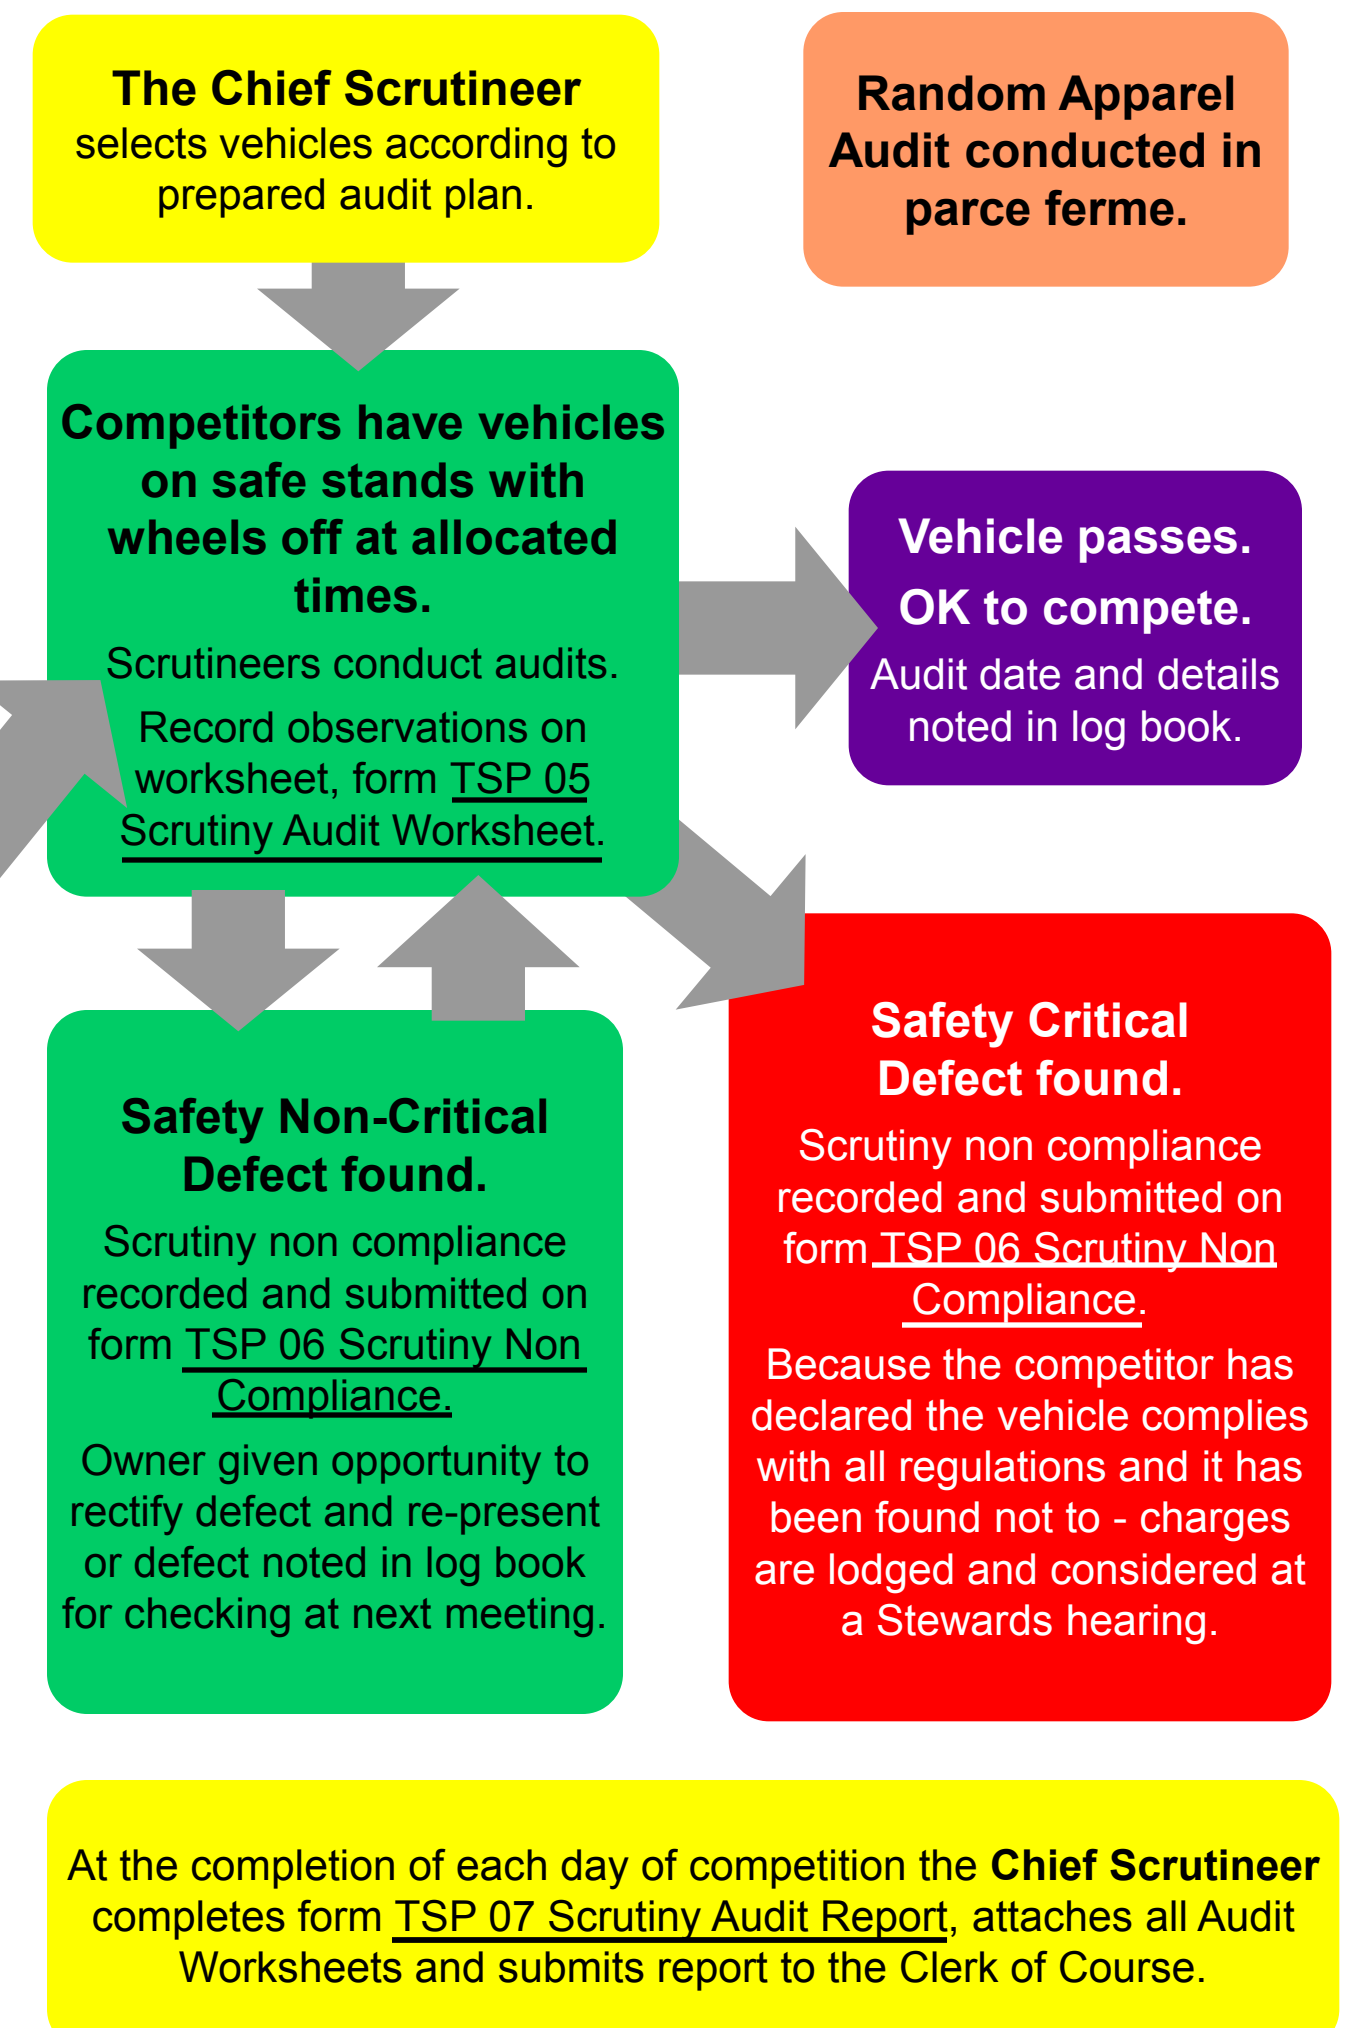 The Chief Scrutineer
selects vehicles according to
prepared audit plan.
Random Apparel
Audit conducted in
parce ferme.
Competitors have vehicles
on safe stands with
wheels off at allocated
times.
Scrutineers conduct audits.
Record observations on
worksheet, form TSP 05
Scrutiny Audit Worksheet.
Vehicle passes.
OK to compete.
Audit date and details
noted in log book.
Safety Non-Critical
Defect found.
Scrutiny non compliance
recorded and submitted on
form TSP 06 Scrutiny Non
Compliance.
Owner given opportunity to
rectify defect and re-present
or defect noted in log book
for checking at next meeting.
Safety Critical
Defect found.
Scrutiny non compliance
recorded and submitted on
form TSP 06 Scrutiny Non
Compliance.
Because the competitor has
declared the vehicle complies
with all regulations and it has
been found not to - charges
are lodged and considered at
a Stewards hearing.
At the completion of each day of competition the Chief Scrutineer
completes form TSP 07 Scrutiny Audit Report, attaches all Audit
Worksheets and submits report to the Clerk of Course.